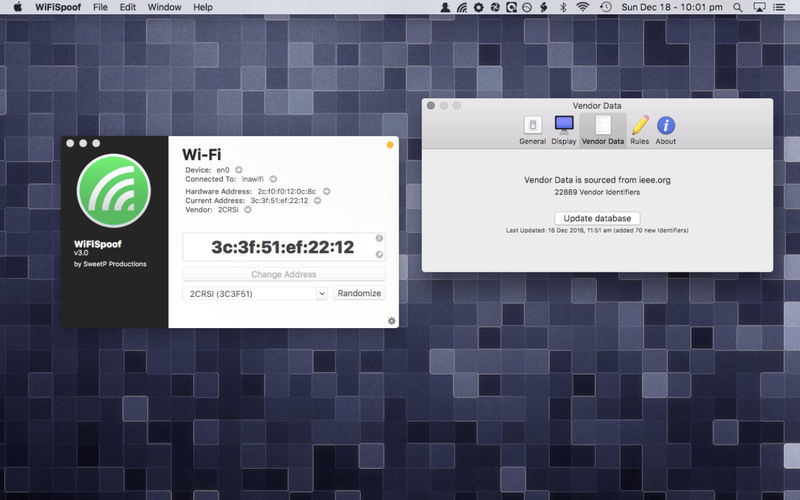 WiFiSpoof File Edit Window Help
Sun Dec 18 - 10:01 pm
Wi-Fi
Device: en0
Connected To: inawifi
Hardware Address: 2c:f0:f0:12:0c:8c
Current Address: 3c:3f:51:ef:22:12
Vendor: 2CRSI
WiFiSpoof
v3.0
by SweetP Productions
3c:3f:51:ef:22:12
Change Address
2CRSI (3C3F51)
Randomize
Vendor Data
General Display Vendor Data Rules About
Vendor Data is sourced from ieee.org
22889 Vendor Identifiers
Update database
Last Updated: 16 Dec 2016, 11:51 am (added 70 new Identifiers)